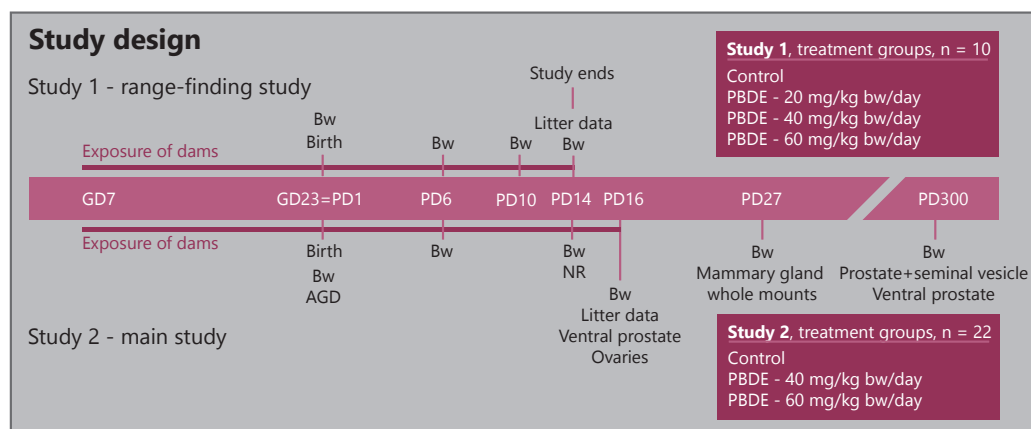 Study design
Study 1 - range-finding study
Study 1, treatment groups, n = 10
Control
PBDE - 20 mg/kg bw/day
PBDE - 40 mg/kg bw/day
PBDE - 60 mg/kg bw/day
Study ends
Bw
Birth
Bw
Bw
Litter data
Bw
Exposure of dams
GD7
GD23=PD1
PD6
PD10
PD14
PD16
PD27
PD300
Exposure of dams
Birth
Bw
AGD
Bw
Bw
NR
Bw
Litter data
Ventral prostate
Ovaries
Bw
Mammary gland
whole mounts
Bw
Prostate+seminal vesicle
Ventral prostate
Study 2 - main study
Study 2, treatment groups, n = 22
Control
PBDE - 40 mg/kg bw/day
PBDE - 60 mg/kg bw/day